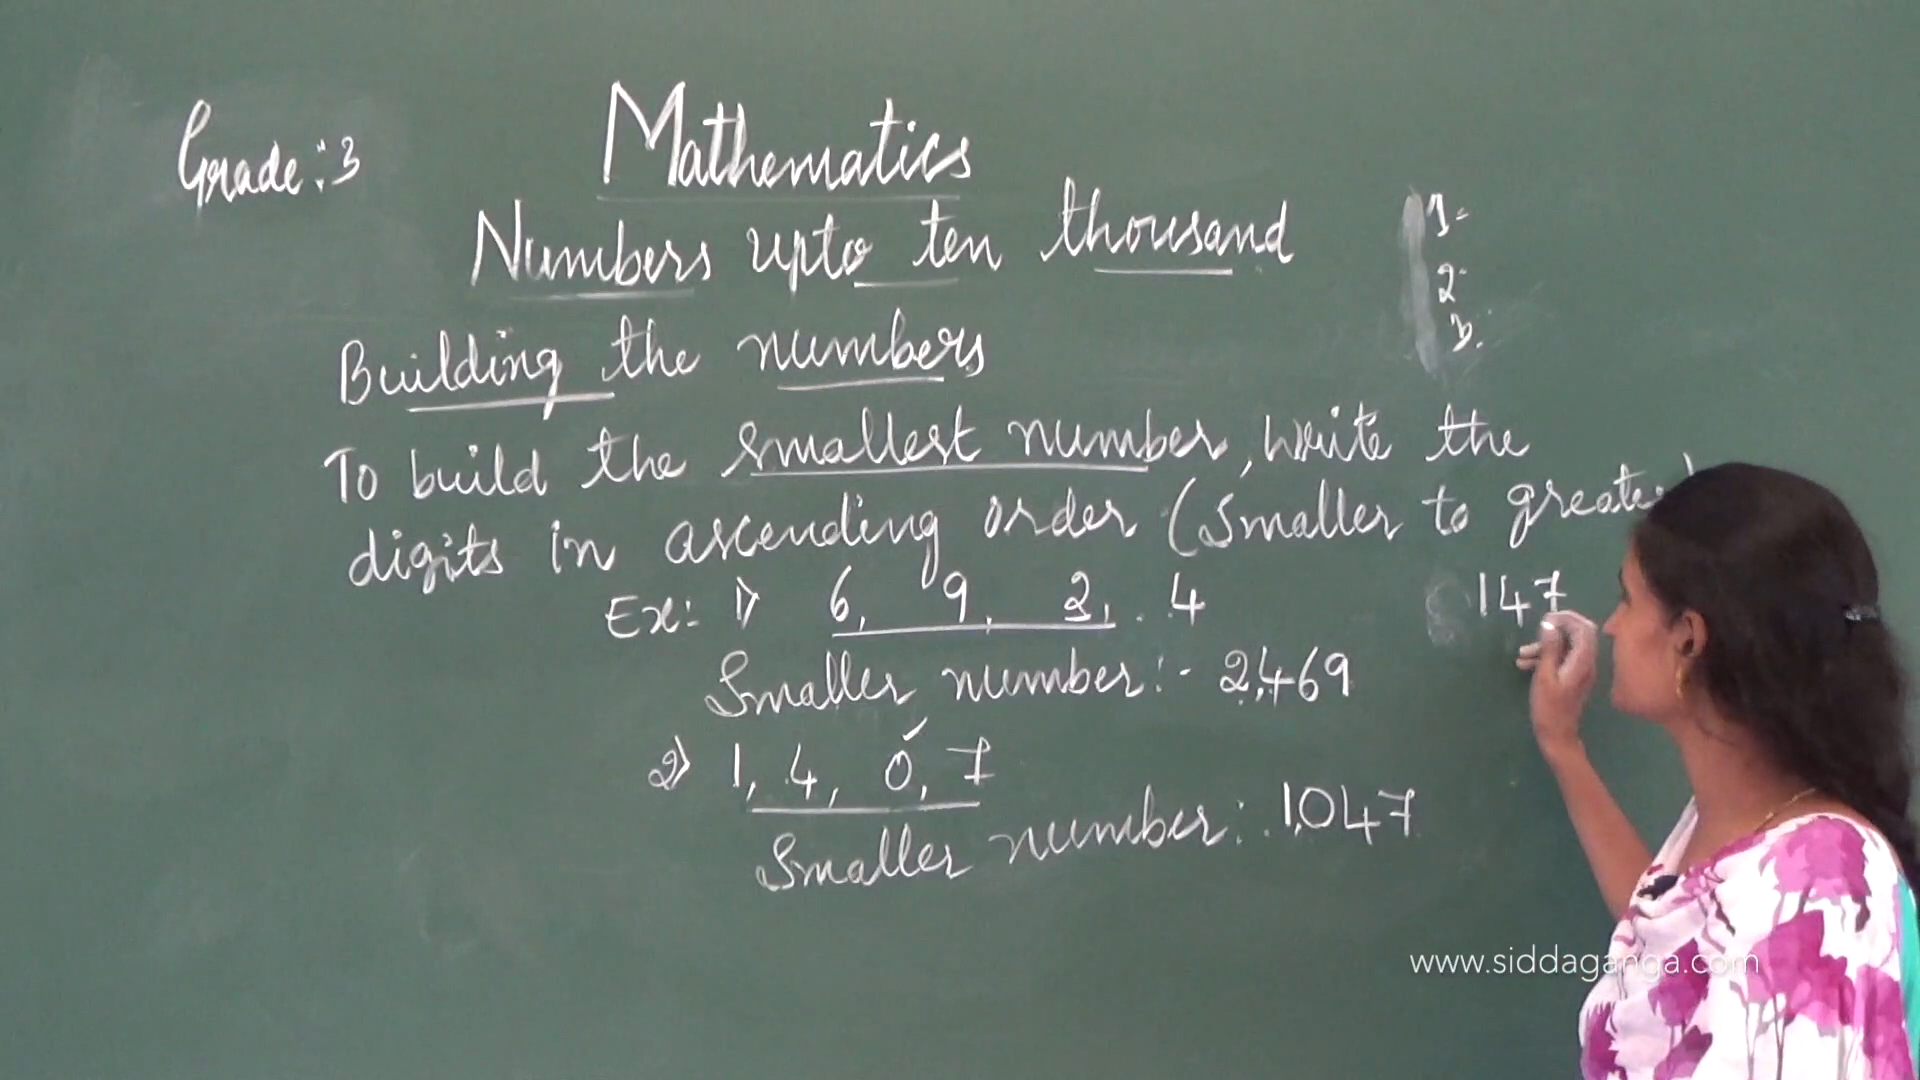 Grade: 3
Mathematics
Numbers upto ten thousand
1-
2-
3.
Building the numbers
To build the smallest number, write the
digits in ascending order (Smaller to greater)
Ex:- 1) 6, 9, 2, 4
147
Smaller number:- 2,469
2) 1, 4, 0, 7
Smaller number: 1,047
www.siddaganga.com